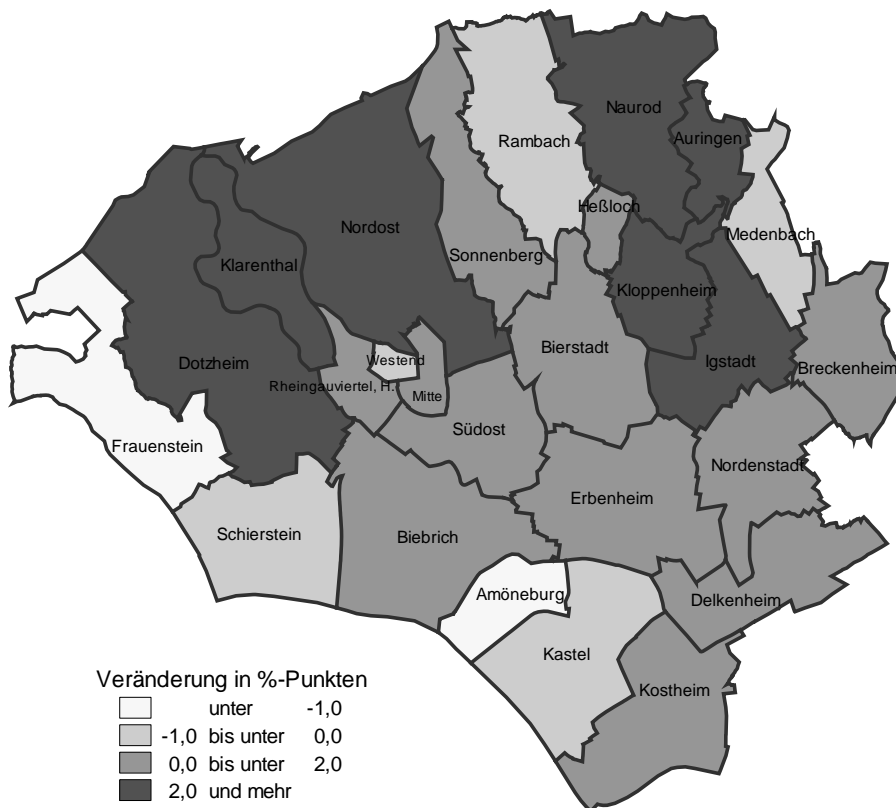 Naurod
Auringen
Rambach
Heßloch
Nordost
Medenbach
Sonnenberg
Klarenthal
Kloppenheim
Bierstadt
Westend
Dotzheim
Igstadt
Breckenheim
Rheingauviertel, H.
Mitte
Südost
Frauenstein
Nordenstadt
Erbenheim
Schierstein
Biebrich
Amöneburg
Delkenheim
Kastel
Kostheim
Veränderung in %-Punkten
unter -1,0
-1,0 bis unter 0,0
0,0 bis unter 2,0
2,0 und mehr